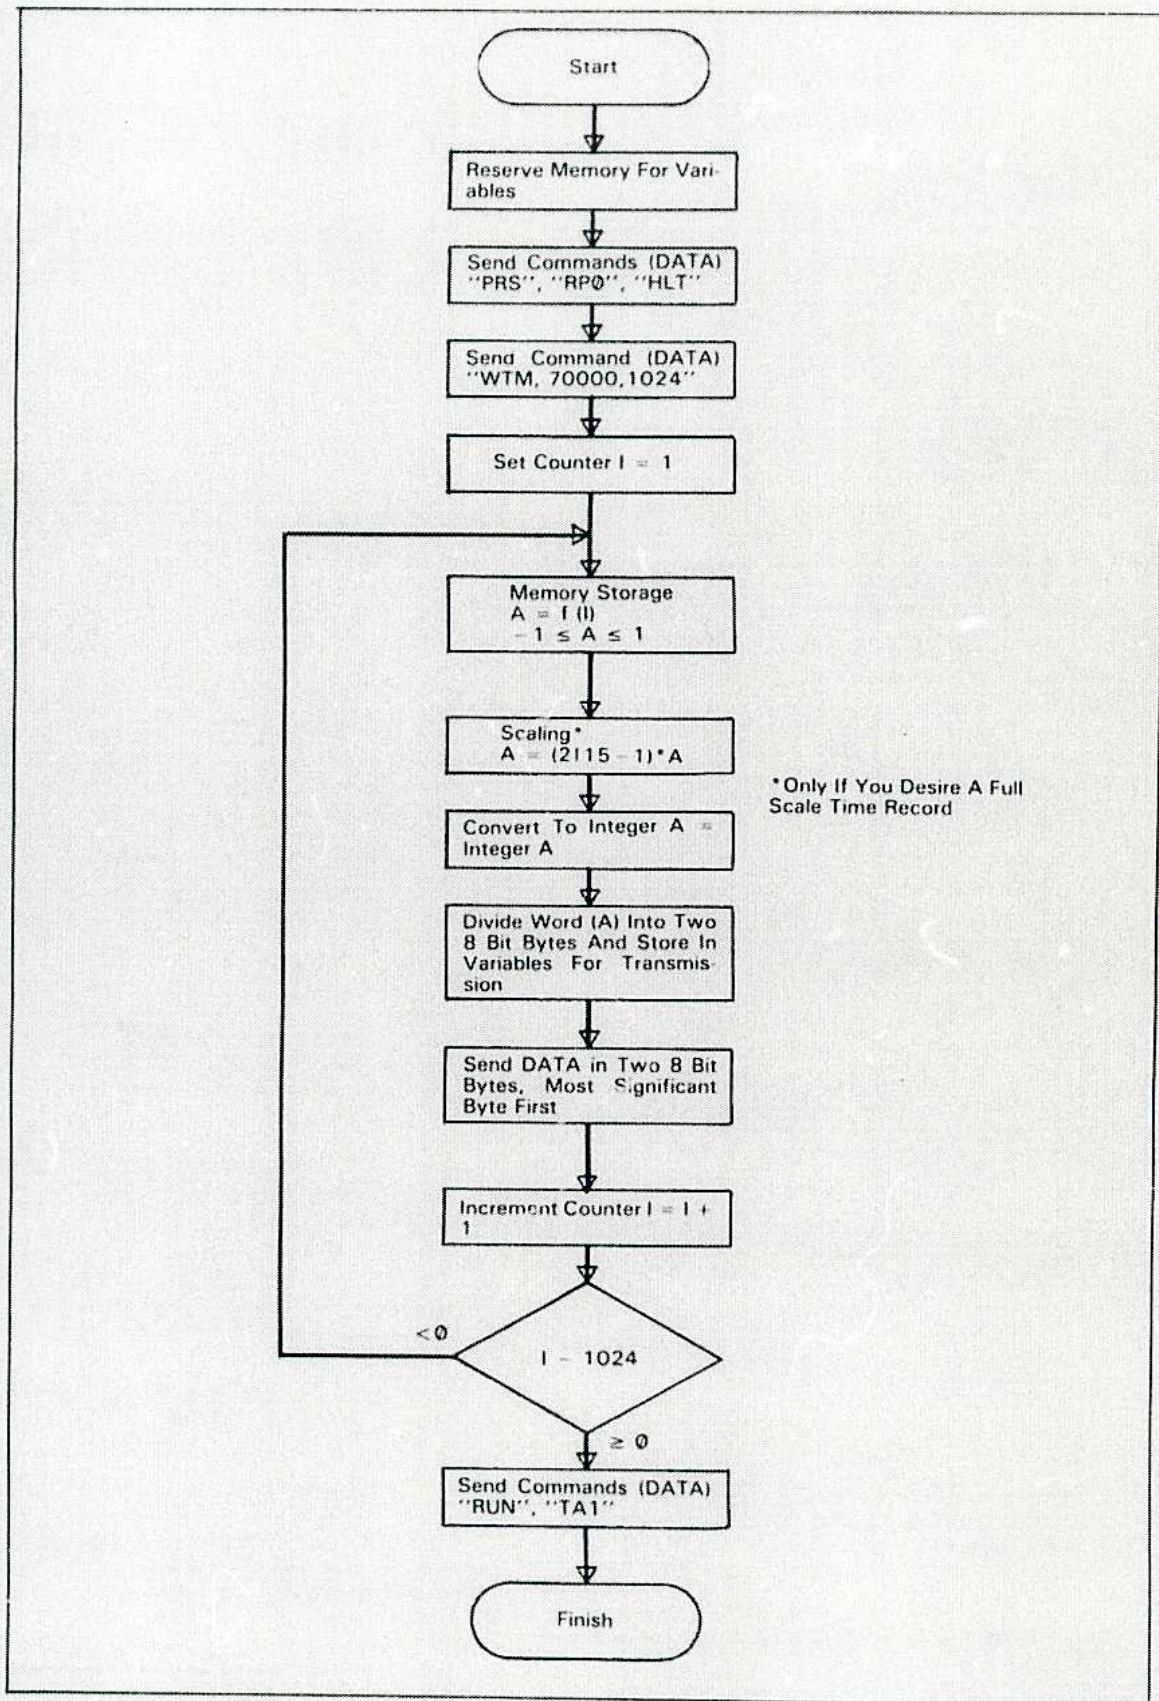 Start
Reserve Memory For Vari-
ables
Send Commands (DATA)
"PRS", "RP0", "HLT"
Send Command (DATA)
"WTM, 70000,1024"
Set Counter I = 1
Memory Storage
A = f (I)
- 1 ≤ A ≤ 1
Scaling*
A = (2↑15 - 1)*A
*Only If You Desire A Full
Scale Time Record
Convert To Integer A =
Integer A
Divide Word (A) Into Two
8 Bit Bytes And Store In
Variables For Transmis-
sion
Send DATA in Two 8 Bit
Bytes, Most Significant
Byte First
Increment Counter I = I +
1
< 0
I - 1024
≥ 0
Send Commands (DATA)
"RUN", "TA1"
Finish